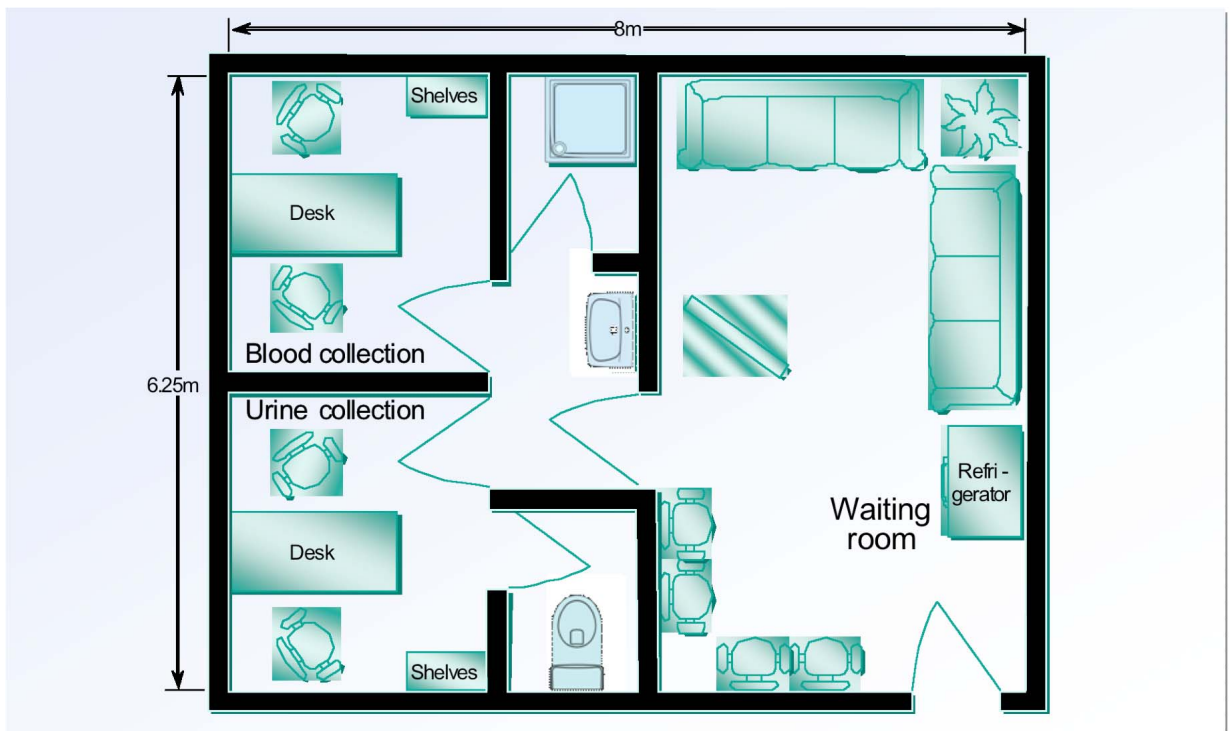 8m
Shelves
Desk
Blood collection
6.25m
Urine collection
Refri-
gerator
Waiting
room
Desk
Shelves